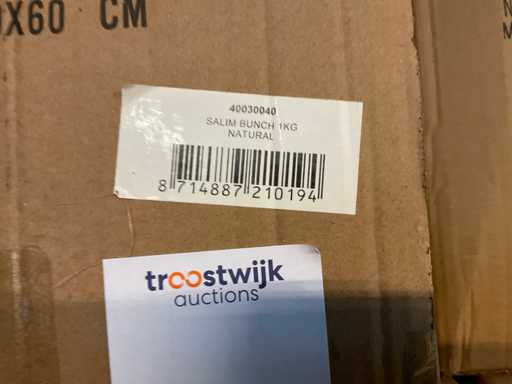 X60 CM
40030040
SALIM BUNCH 1KG
NATURAL
8 714887 210194
troostwijk
auctions